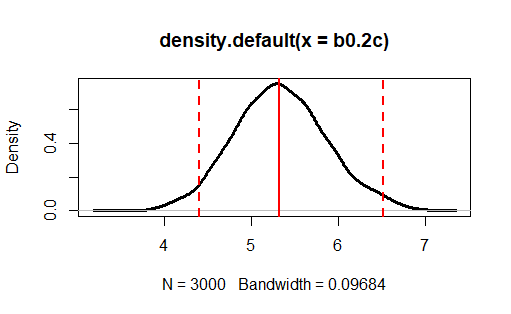 density.default(x = b0.2c)
Density
0.4
0.0
4 5 6 7
N = 3000 Bandwidth = 0.09684